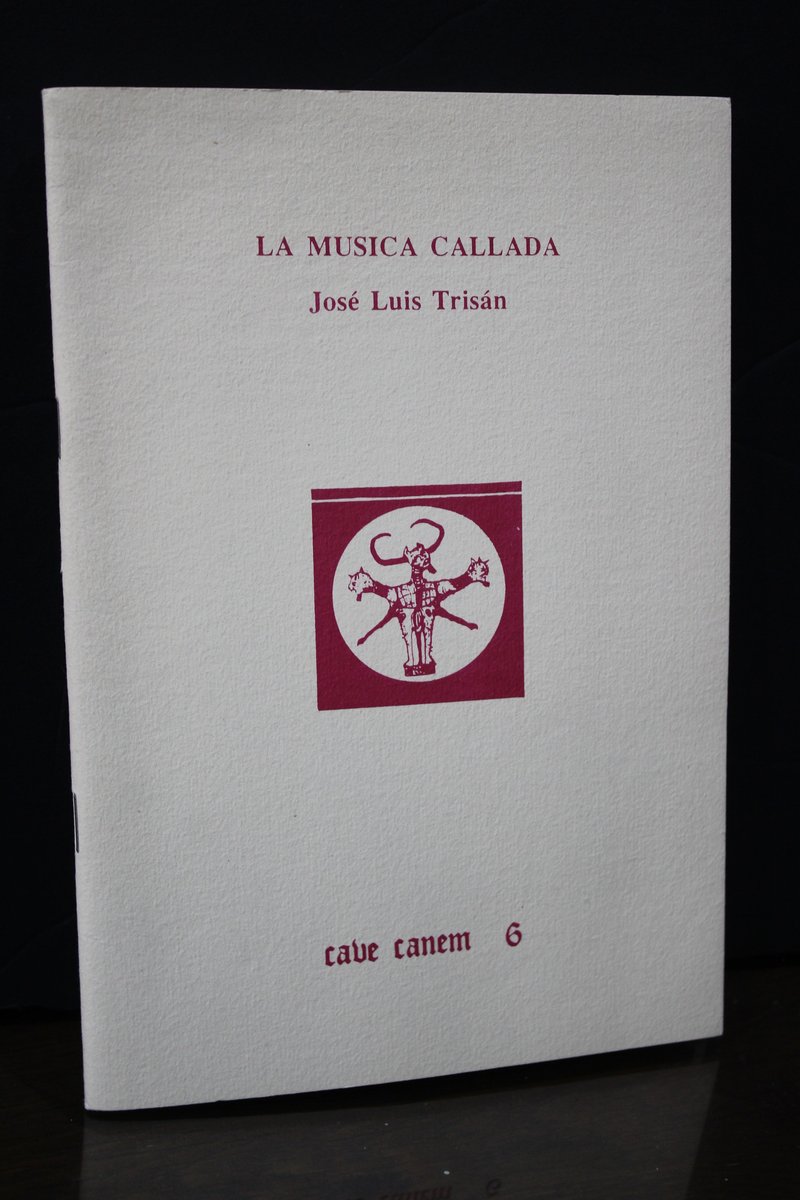 LA MUSICA CALLADA
José Luis Trisán
cave canem 6